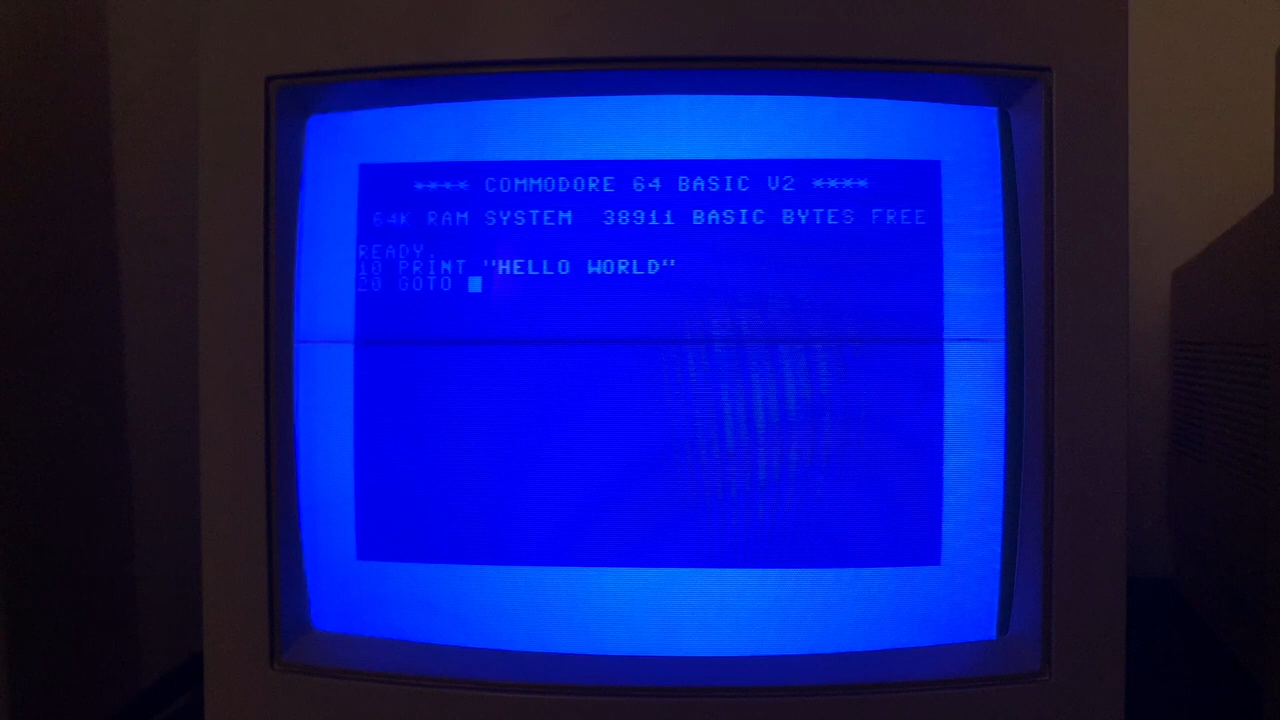 **** COMMODORE 64 BASIC V2 ****
64K RAM SYSTEM  38911 BASIC BYTES FREE
READY.
10 PRINT "HELLO WORLD"
20 GOTO